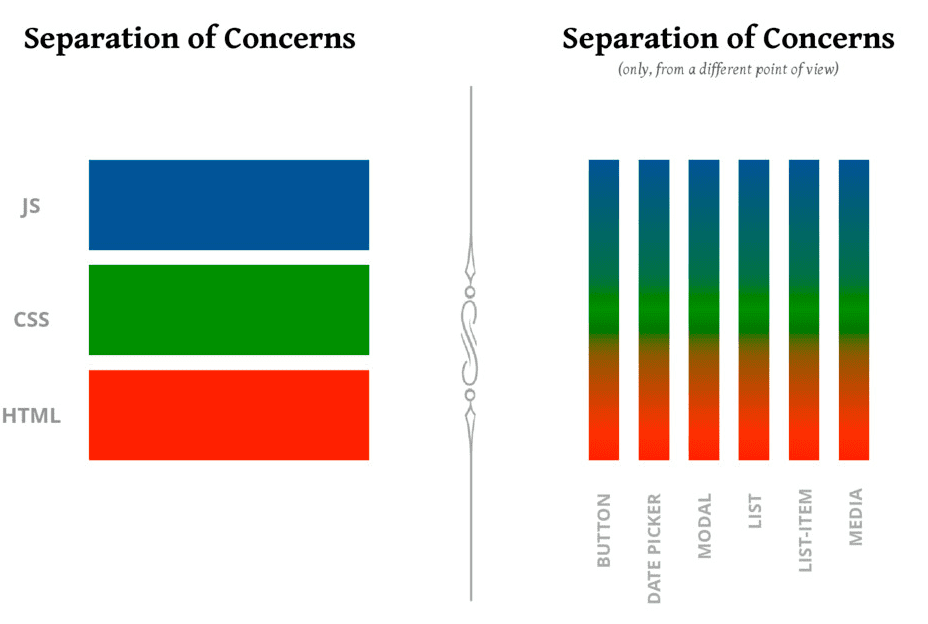 Separation of Concerns
JS
CSS
HTML
Separation of Concerns
(only, from a different point of view)
BUTTON
DATE PICKER
MODAL
LIST
LIST-ITEM
MEDIA